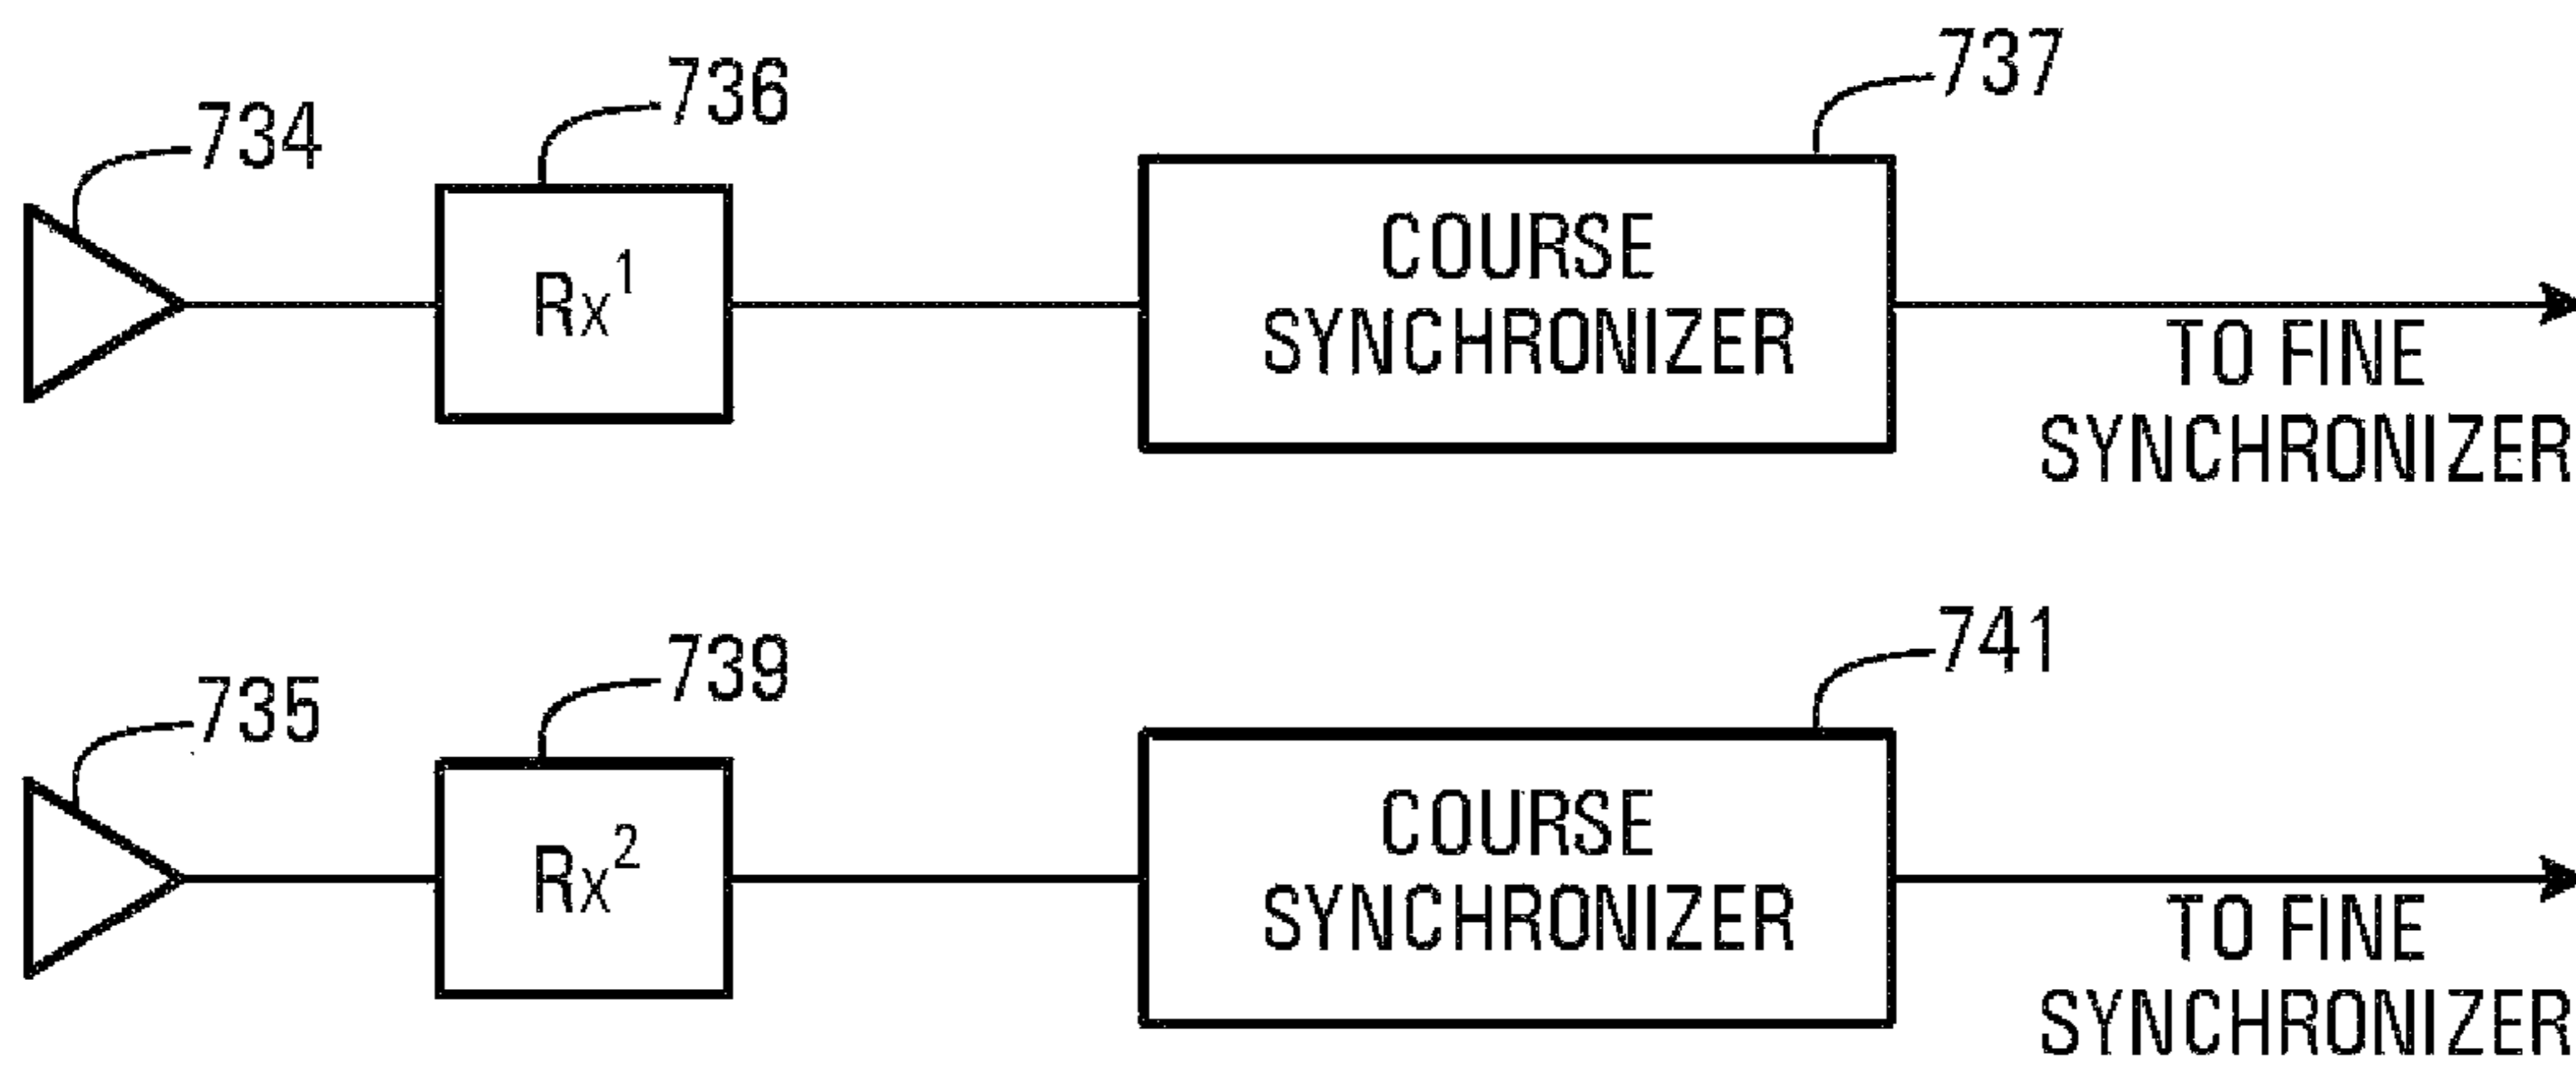 734
736
737
Rx¹
COURSE
SYNCHRONIZER
TO FINE
SYNCHRONIZER
735
739
741
Rx²
COURSE
SYNCHRONIZER
TO FINE
SYNCHRONIZER